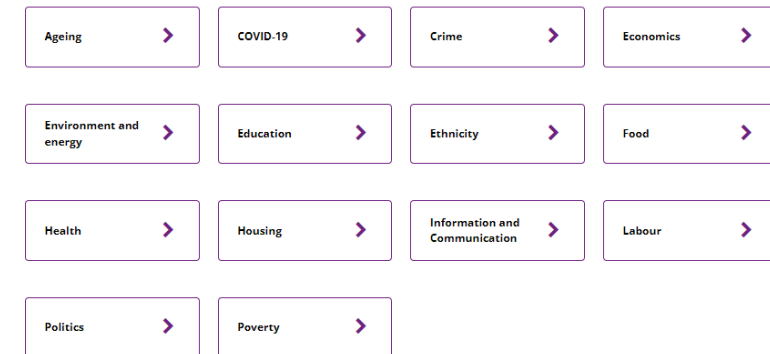 Ageing
COVID-19
Crime
Economics
Environment and
energy
Education
Ethnicity
Food
Health
Housing
Information and
Communication
Labour
Politics
Poverty